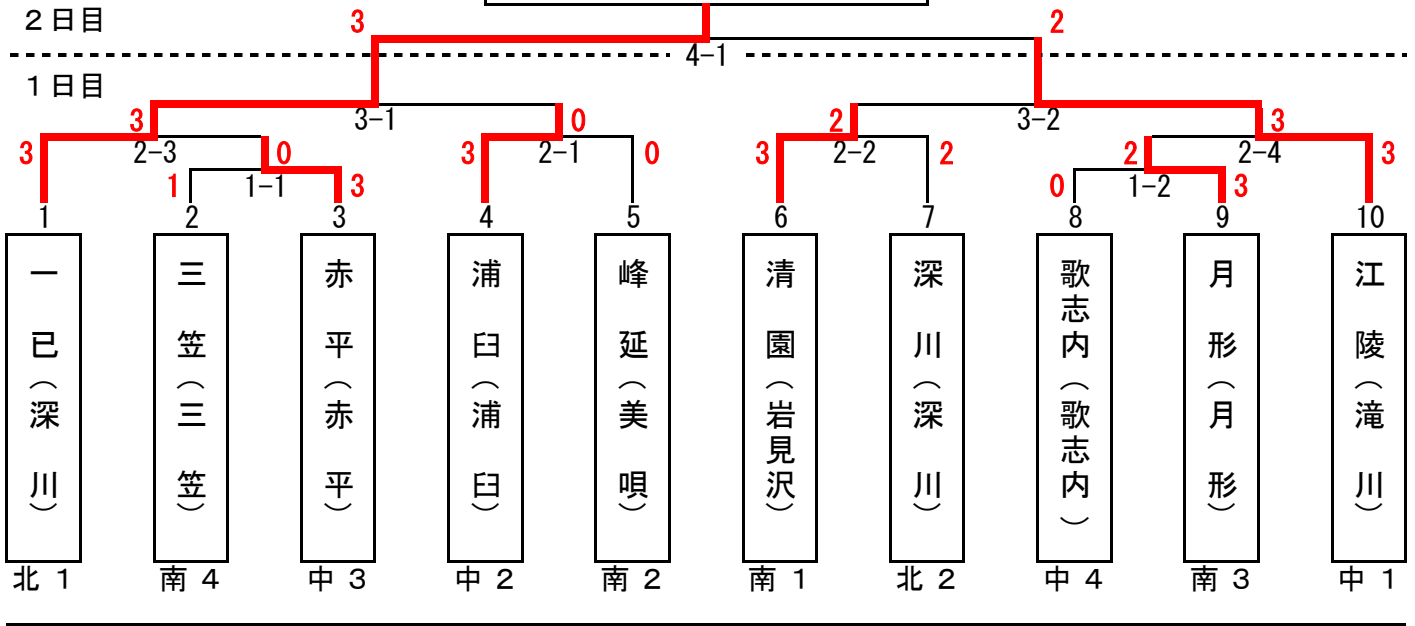 2日目
3
2
4-1
1日目
3
3-1
0
2
3-2
3
3
2-3
0
3
2-1
0
3
2-2
2
2
2-4
3
1
1-1
3
0
1-2
3
1
2
3
4
5
6
7
8
9
10
一已(深川)
三笠(三笠)
赤平(赤平)
浦臼(浦臼)
峰延(美唄)
清園(岩見沢)
深川(深川)
歌志内(歌志内)
月形(月形)
江陵(滝川)
北1
南4
中3
中2
南2
南1
北2
中4
南3
中1